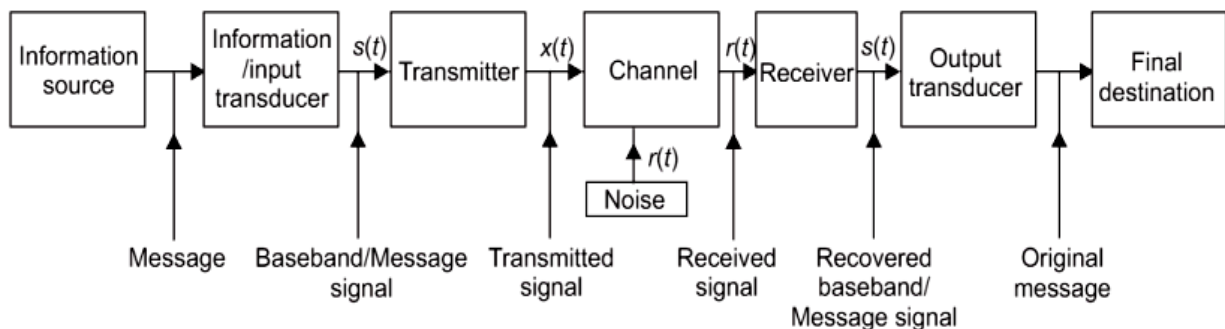 Information
source
Information
/input
transducer
s(t)
Transmitter
x(t)
Channel
r(t)
Receiver
s(t)
Output
transducer
Final
destination
r(t)
Noise
Message
Baseband/Message
signal
Transmitted
signal
Received
signal
Recovered
baseband/
Message signal
Original
message